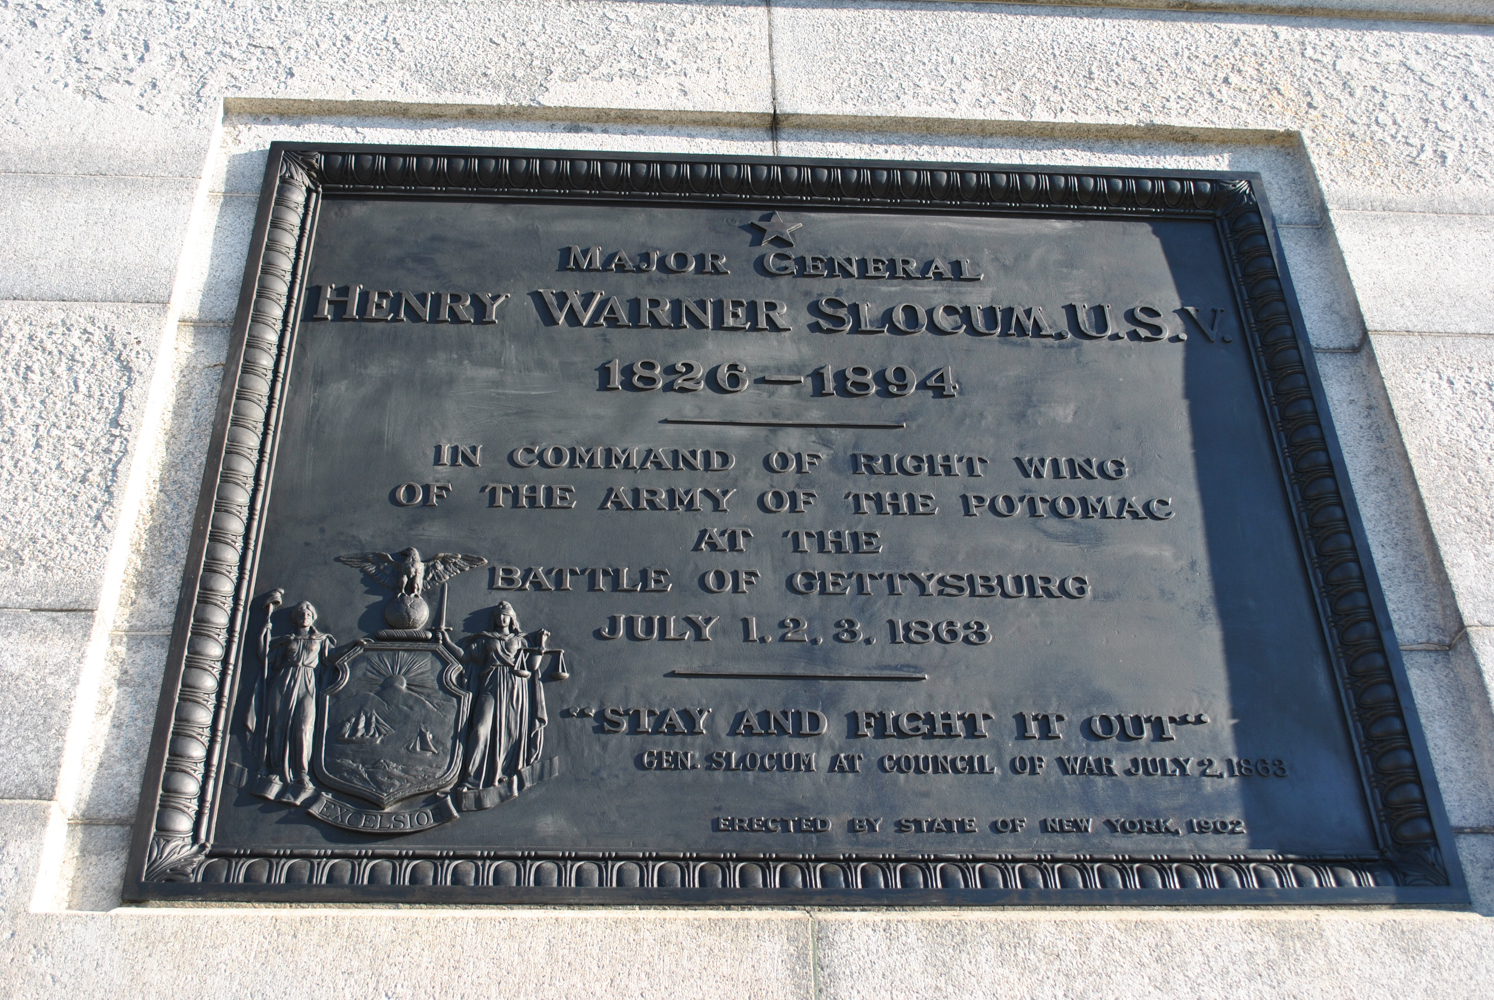 MAJOR GENERAL
HENRY WARNER SLOCUM, U.S.V.
1826–1894
IN COMMAND OF RIGHT WING
OF THE ARMY OF THE POTOMAC
AT THE
BATTLE OF GETTYSBURG
JULY 1. 2. 3. 1863
"STAY AND FIGHT IT OUT"
GEN. SLOCUM AT COUNCIL OF WAR JULY 2, 1863
ERECTED BY STATE OF NEW YORK, 1902
EXCELSIOR